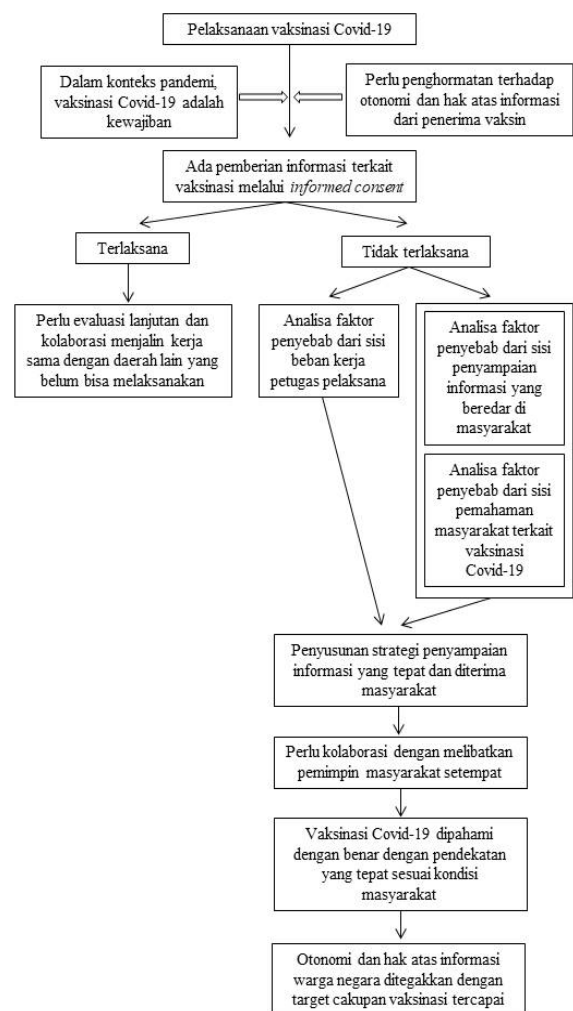 Pelaksanaan vaksinasi Covid-19
Dalam konteks pandemi,
vaksinasi Covid-19 adalah
kewajiban
Perlu penghormatan terhadap
otonomi dan hak atas informasi
dari penerima vaksin
Ada pemberian informasi terkait
vaksinasi melalui informed consent
Terlaksana
Tidak terlaksana
Perlu evaluasi lanjutan dan
kolaborasi menjalin kerja
sama dengan daerah lain yang
belum bisa melaksanakan
Analisa faktor
penyebab dari sisi
beban kerja
petugas pelaksana
Analisa faktor
penyebab dari sisi
penyampaian
informasi yang
beredar di
masyarakat
Analisa faktor
penyebab dari sisi
pemahaman
masyarakat terkait
vaksinasi
Covid-19
Penyusunan strategi penyampaian
informasi yang tepat dan diterima
masyarakat
Perlu kolaborasi dengan melibatkan
pemimpin masyarakat setempat
Vaksinasi Covid-19 dipahami
dengan benar dengan pendekatan
yang tepat sesuai kondisi
masyarakat
Otonomi dan hak atas informasi
warga negara ditegakkan dengan
target cakupan vaksinasi tercapai